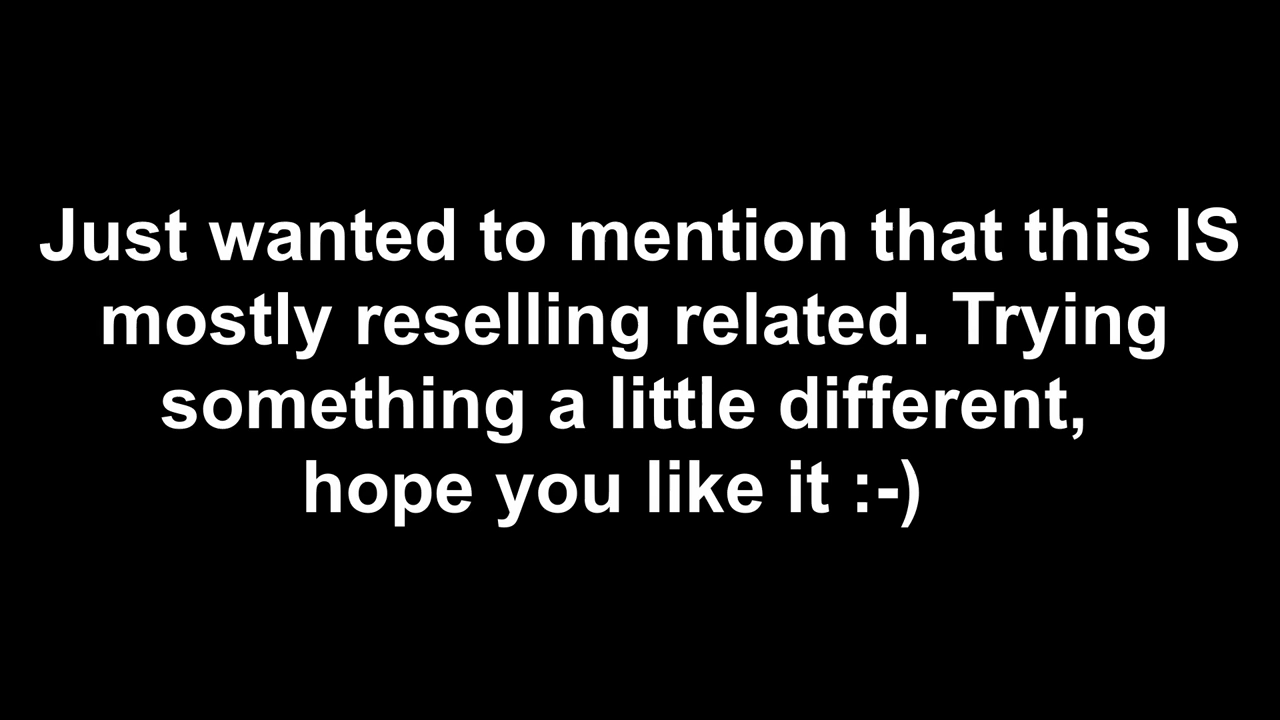 Just wanted to mention that this IS
mostly reselling related. Trying
something a little different,
hope you like it :-)